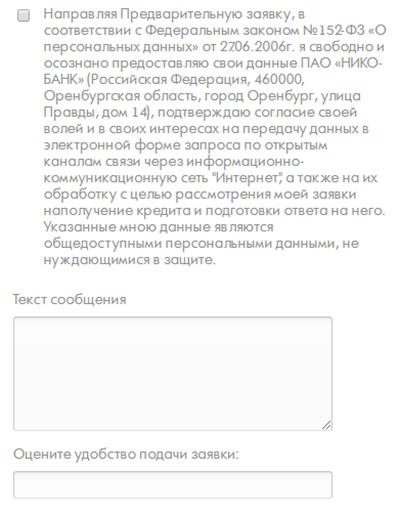 Направляя Предварительную заявку, в
соответствии с Федеральным законом №152-ФЗ «О
персональных данных» от 27.06.2006г. я свободно и
осознано предоставляю свои данные ПАО «НИКО-
БАНК» (Российская Федерация, 460000,
Оренбургская область, город Оренбург, улица
Правды, дом 14), подтверждаю согласие своей
волей и в своих интересах на передачу данных в
электронной форме запроса по открытым
каналам связи через информационно-
коммуникационную сеть "Интернет", а также на их
обработку с целью рассмотрения моей заявки
наполучение кредита и подготовки ответа на него.
Указанные мною данные являются
общедоступными персональными данными, не
нуждающимися в защите.
Текст сообщения
Оцените удобство подачи заявки: